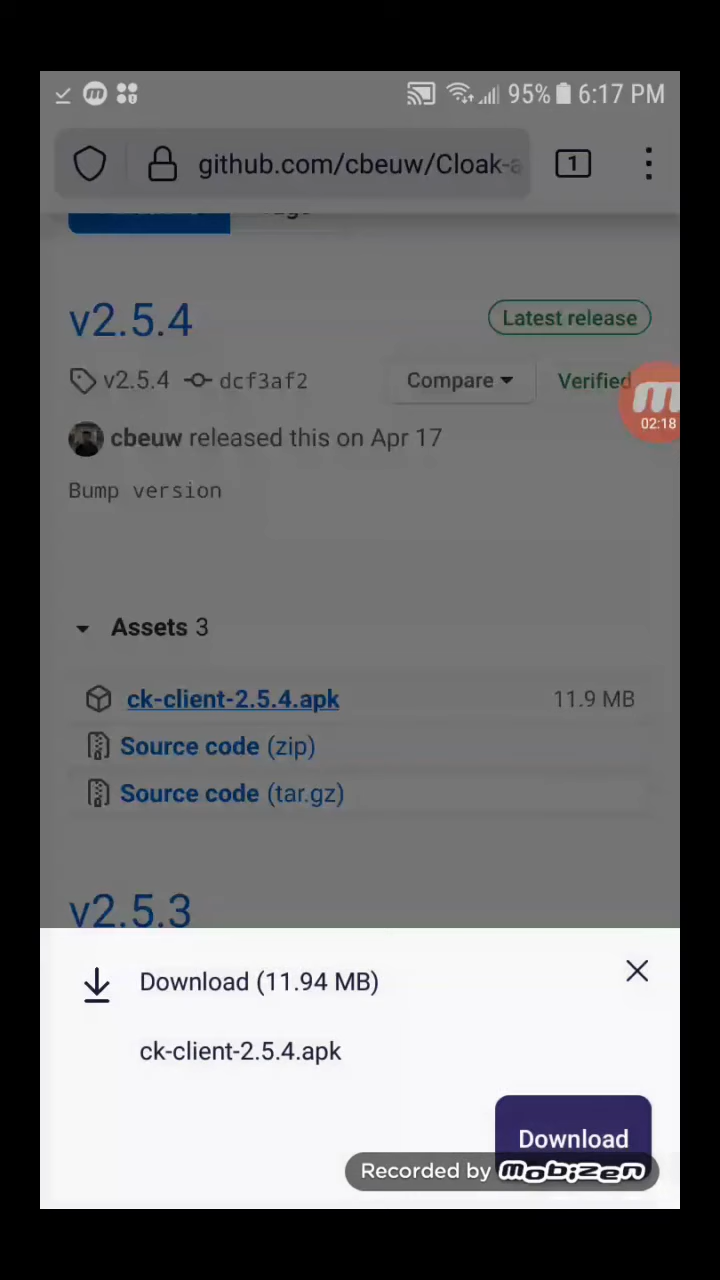 95% 6:17 PM
github.com/cbeuw/Cloak-a
1
v2.5.4
Latest release
v2.5.4 dcf3af2
Compare
Verified
02:18
cbeuw released this on Apr 17
Bump version
Assets 3
ck-client-2.5.4.apk
11.9 MB
Source code (zip)
Source code (tar.gz)
v2.5.3
Download (11.94 MB)
ck-client-2.5.4.apk
Download
Recorded by mobizen